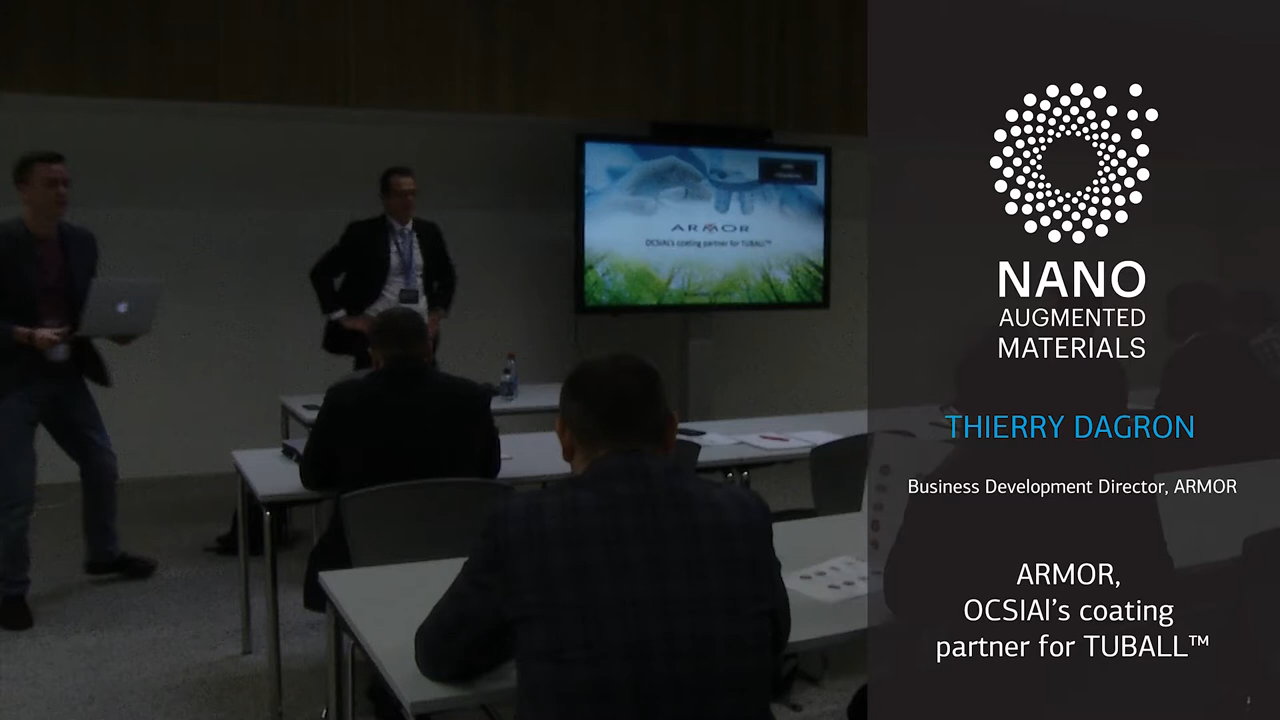 ARMOR
OCSiAl's coating partner for TUBALL™
NANO
AUGMENTED
MATERIALS
THIERRY DAGRON
Business Development Director, ARMOR
ARMOR,
OCSIAl's coating
partner for TUBALL™